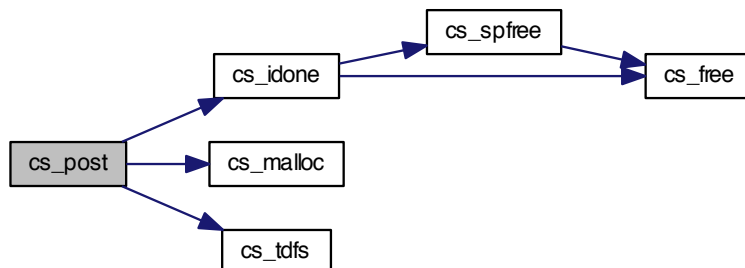 cs_spfree
cs_idone
cs_free
cs_post
cs_malloc
cs_tdfs